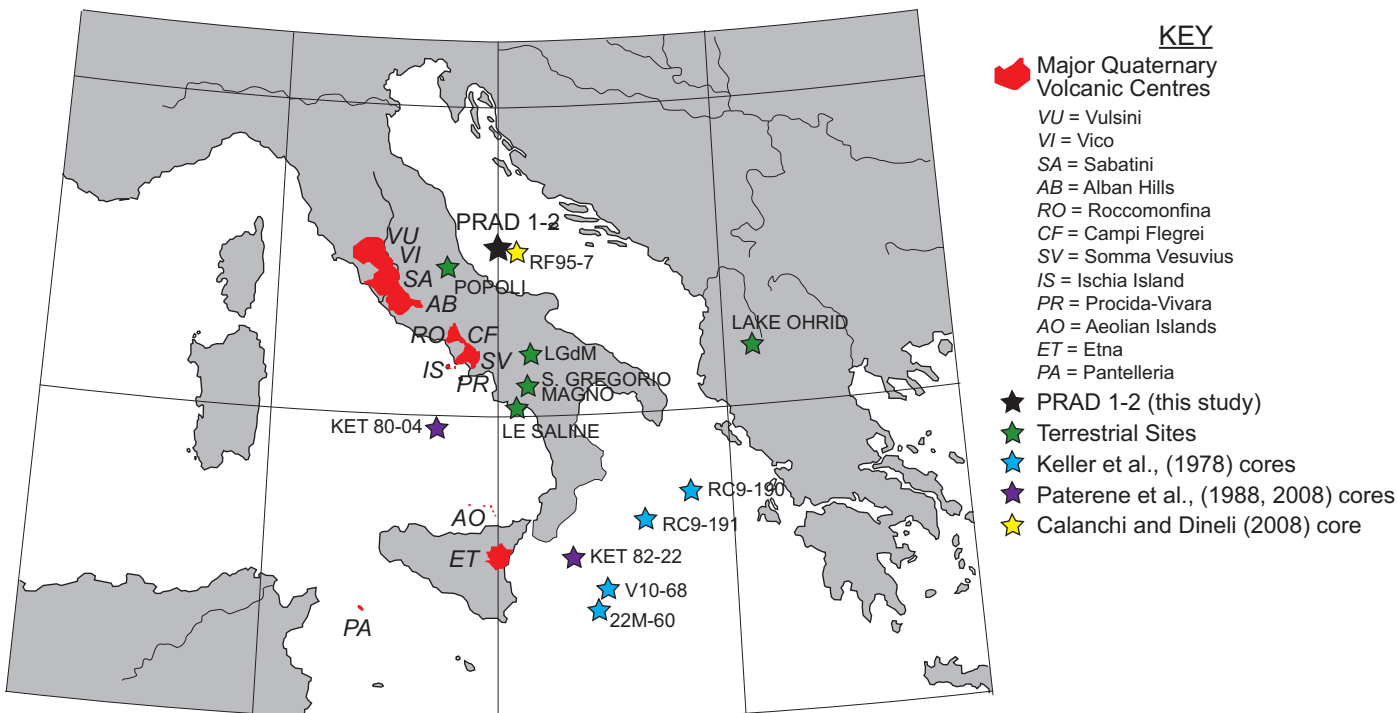 PRAD 1-2
RF95-7
VU
VI
SA
POPOLI
AB
RO
CF
SV
IS
PR
LGdM
S. GREGORIO
MAGNO
LE SALINE
LAKE OHRID
KET 80-04
RC9-190
RC9-191
AO
ET
KET 82-22
V10-68
22M-60
PA
KEY
Major Quaternary
Volcanic Centres
VU = Vulsini
VI = Vico
SA = Sabatini
AB = Alban Hills
RO = Roccomonfina
CF = Campi Flegrei
SV = Somma Vesuvius
IS = Ischia Island
PR = Procida-Vivara
AO = Aeolian Islands
ET = Etna
PA = Pantelleria
PRAD 1-2 (this study)
Terrestrial Sites
Keller et al., (1978) cores
Paterene et al., (1988, 2008) cores
Calanchi and Dineli (2008) core